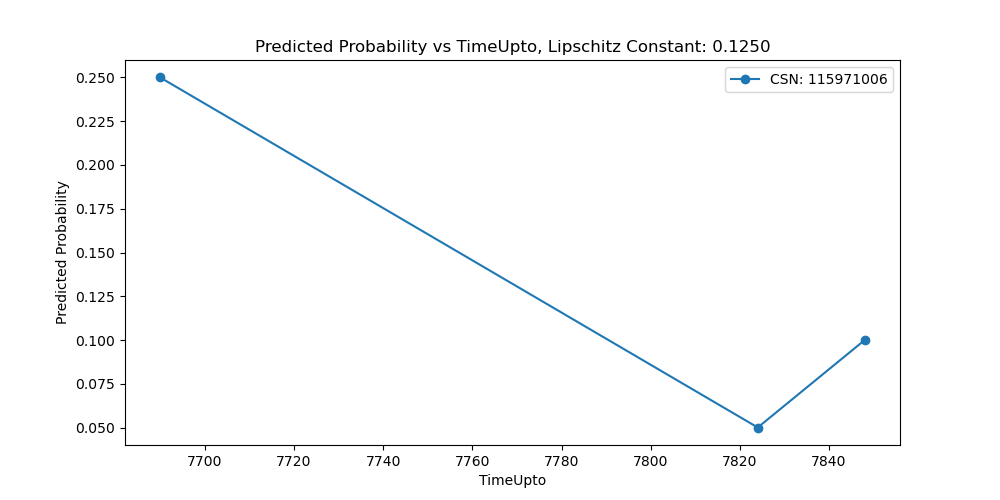 Predicted Probability vs TimeUpto, Lipschitz Constant: 0.1250
CSN: 115971006
Predicted Probability
0.250
0.225
0.200
0.175
0.150
0.125
0.100
0.075
0.050
7700 7720 7740 7760 7780 7800 7820 7840
TimeUpto